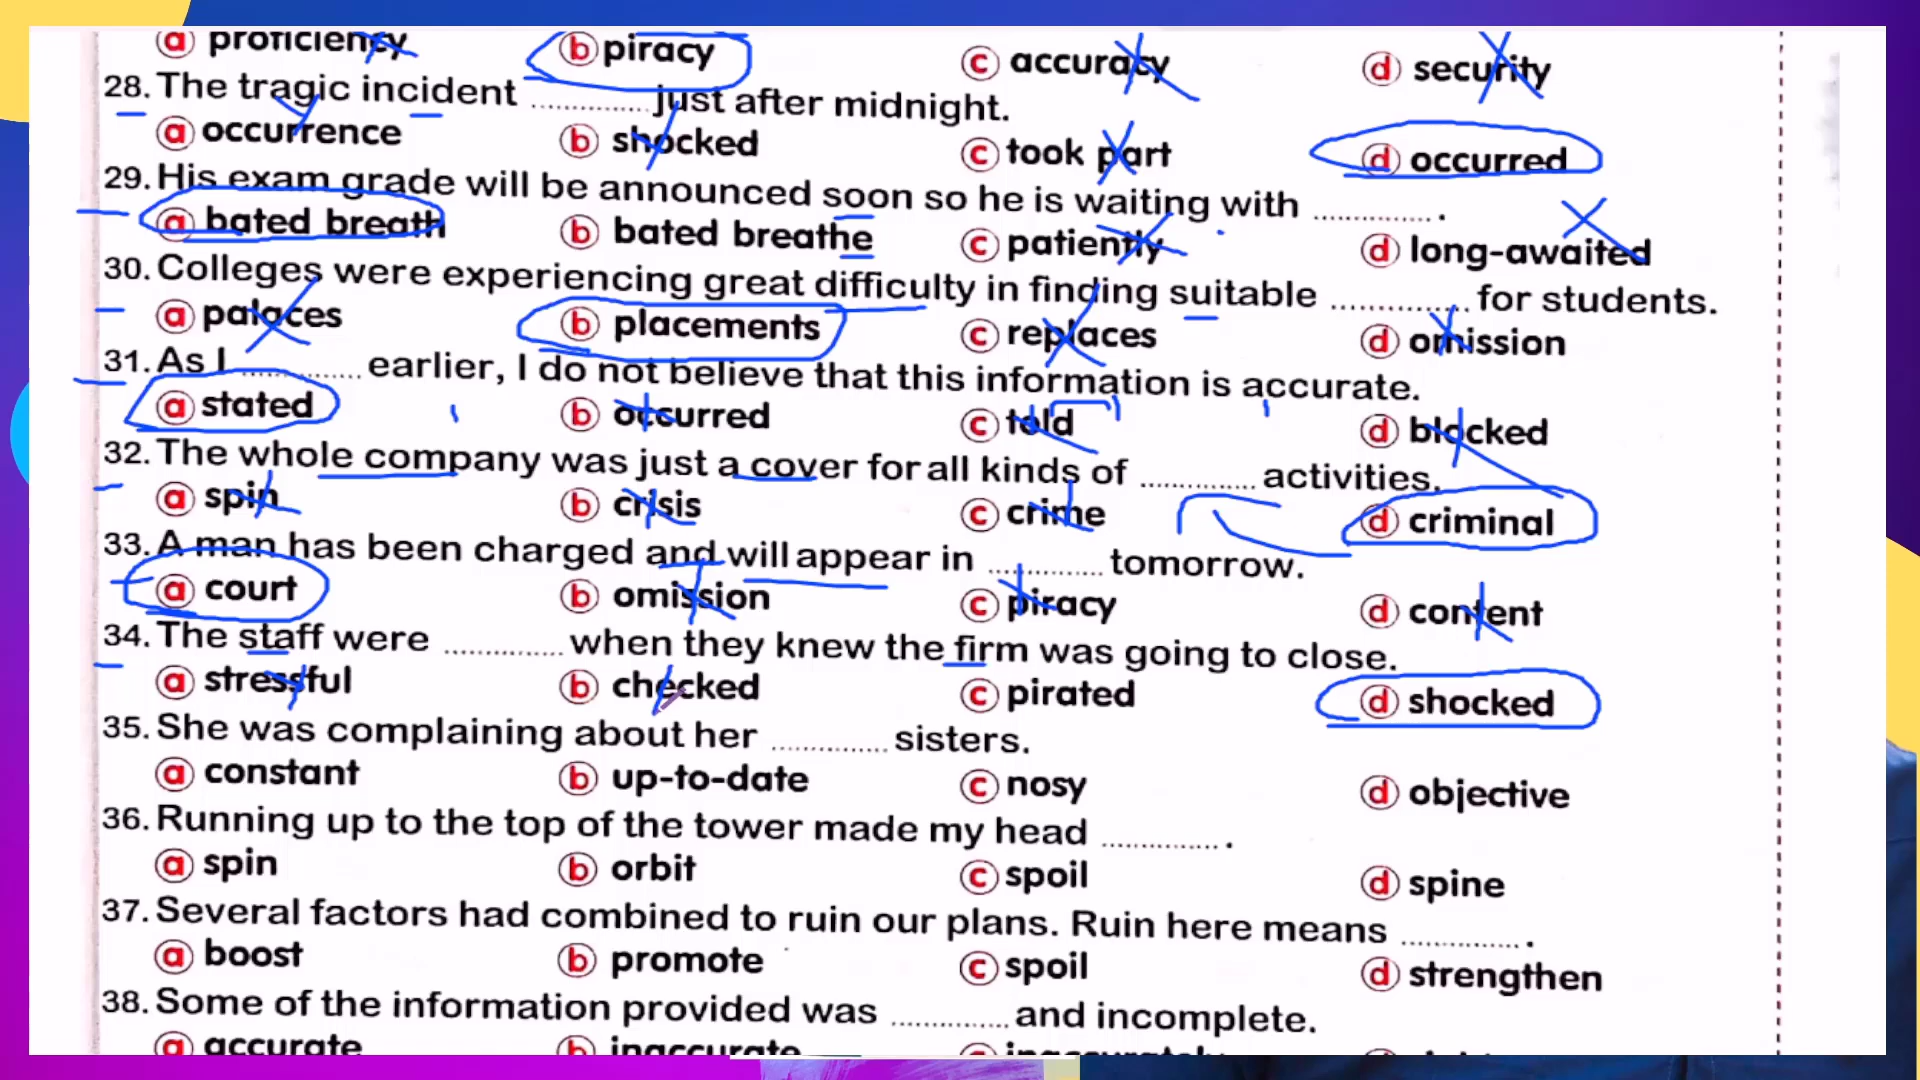 a proficiency b piracy c accuracy d security
28. The tragic incident .............. just after midnight.
a occurrence b shocked c took part d occurred
29. His exam grade will be announced soon so he is waiting with .............. .
a bated breath b bated breathe c patiently d long-awaited
30. Colleges were experiencing great difficulty in finding suitable .............. for students.
a palaces b placements c replaces d omission
31. As I .............. earlier, I do not believe that this information is accurate.
a stated b occurred c told d blocked
32. The whole company was just a cover for all kinds of .............. activities.
a spin b crisis c crime d criminal
33. A man has been charged and will appear in .............. tomorrow.
a court b omission c piracy d content
34. The staff were .............. when they knew the firm was going to close.
a stressful b checked c pirated d shocked
35. She was complaining about her .............. sisters.
a constant b up-to-date c nosy d objective
36. Running up to the top of the tower made my head .............. .
a spin b orbit c spoil d spine
37. Several factors had combined to ruin our plans. Ruin here means .............. .
a boost b promote c spoil d strengthen
38. Some of the information provided was .............. and incomplete.
a accurate b inaccurate c inaccurately